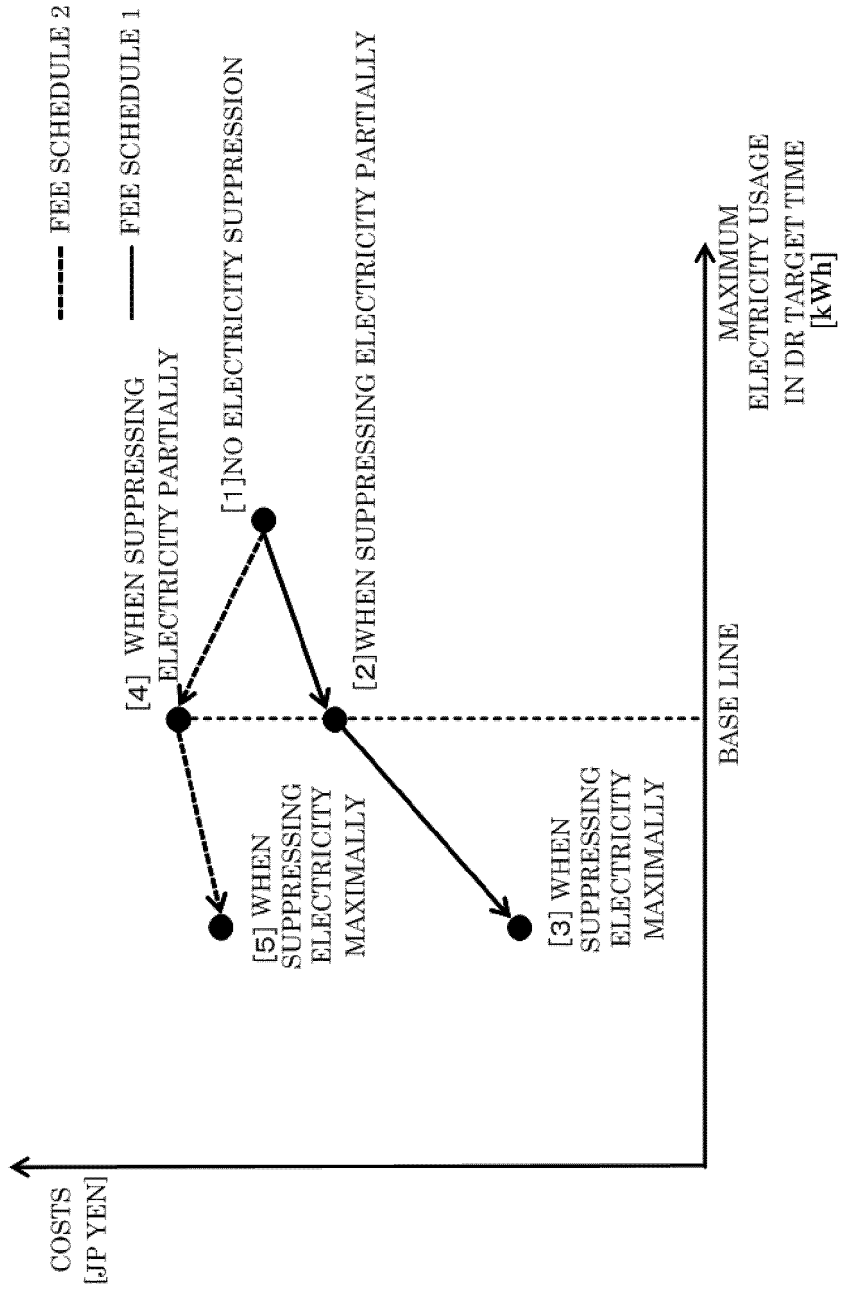 FEE SCHEDULE 2
FEE SCHEDULE 1
COSTS
[JP YEN]
[4] WHEN SUPPRESSING
ELECTRICITY PARTIALLY
[1]NO ELECTRICITY SUPPRESSION
[5] WHEN
SUPPRESSING
ELECTRICITY
MAXIMALLY
[2]WHEN SUPPRESSING ELECTRICITY PARTIALLY
[3] WHEN
SUPPRESSING
ELECTRICITY
MAXIMALLY
BASE LINE
MAXIMUM
ELECTRICITY USAGE
IN DR TARGET TIME
[kWh]